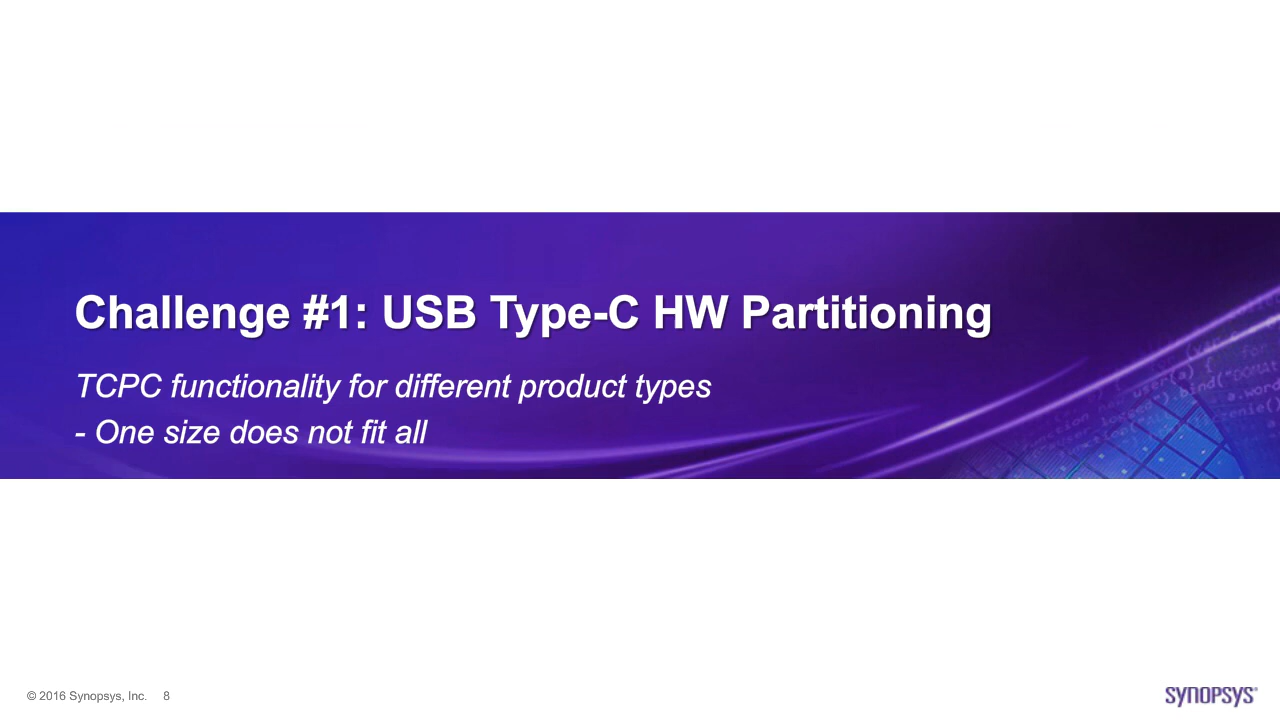 Challenge #1: USB Type-C HW Partitioning
TCPC functionality for different product types
- One size does not fit all
© 2016 Synopsys, Inc. 8
SYNOPSYS®